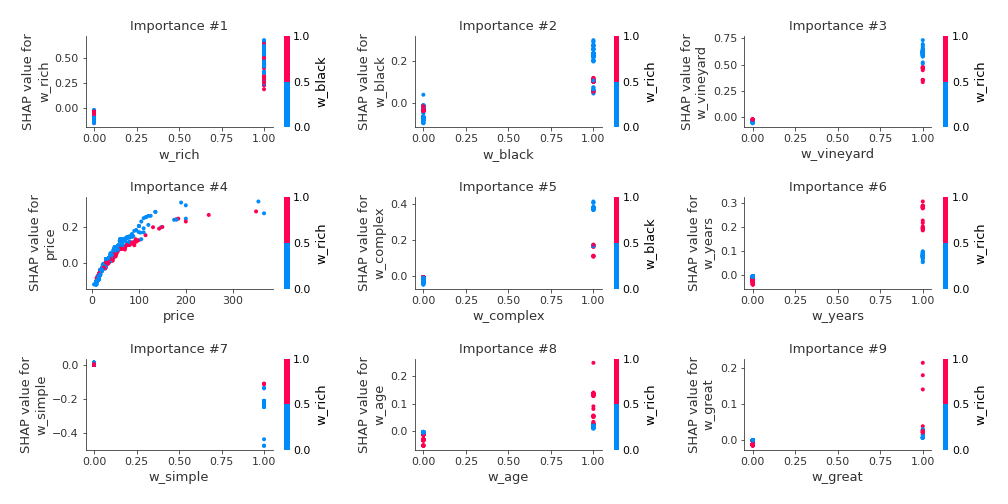 Importance #1
SHAP value for
w_rich
0.50
0.25
0.00
0.00 0.25 0.50 0.75 1.00
w_rich
1.0
0.5
0.0
w_black
Importance #2
SHAP value for
w_black
0.2
0.0
0.00 0.25 0.50 0.75 1.00
w_black
1.0
0.5
0.0
w_rich
Importance #3
SHAP value for
w_vineyard
0.75
0.50
0.25
0.00
0.00 0.25 0.50 0.75 1.00
w_vineyard
1.0
0.5
0.0
w_rich
Importance #4
SHAP value for
price
0.2
0.0
0 100 200 300
price
1.0
0.5
0.0
w_rich
Importance #5
SHAP value for
w_complex
0.4
0.2
0.0
0.00 0.25 0.50 0.75 1.00
w_complex
1.0
0.5
0.0
w_black
Importance #6
SHAP value for
w_years
0.3
0.2
0.1
0.0
0.00 0.25 0.50 0.75 1.00
w_years
1.0
0.5
0.0
w_rich
Importance #7
SHAP value for
w_simple
0.0
−0.2
−0.4
0.00 0.25 0.50 0.75 1.00
w_simple
1.0
0.5
0.0
w_rich
Importance #8
SHAP value for
w_age
0.2
0.1
0.0
0.00 0.25 0.50 0.75 1.00
w_age
1.0
0.5
0.0
w_rich
Importance #9
SHAP value for
w_great
0.2
0.1
0.0
0.00 0.25 0.50 0.75 1.00
w_great
1.0
0.5
0.0
w_rich